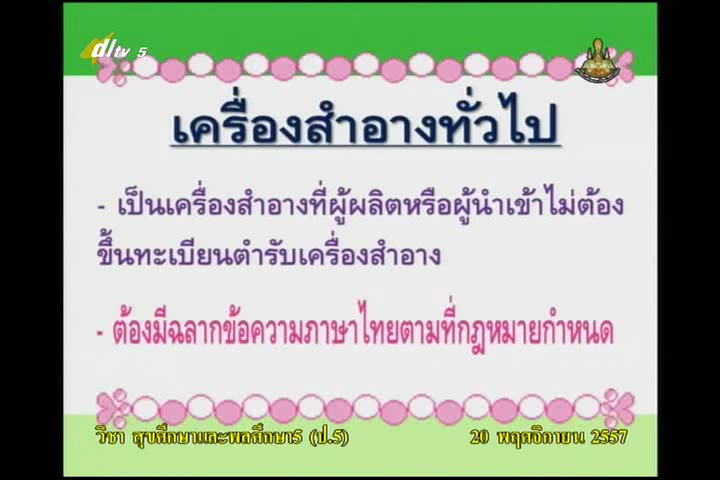 dltv 5
เครื่องสำอางทั่วไป
- เป็นเครื่องสำอางที่ผู้ผลิตหรือผู้นำเข้าไม่ต้อง
ขึ้นทะเบียนตำรับเครื่องสำอาง
- ต้องมีฉลากข้อความภาษาไทยตามที่กฎหมายกำหนด
วิชา สุขศึกษาและพลศึกษา5 (ป.5)
20 พฤศจิกายน 2557